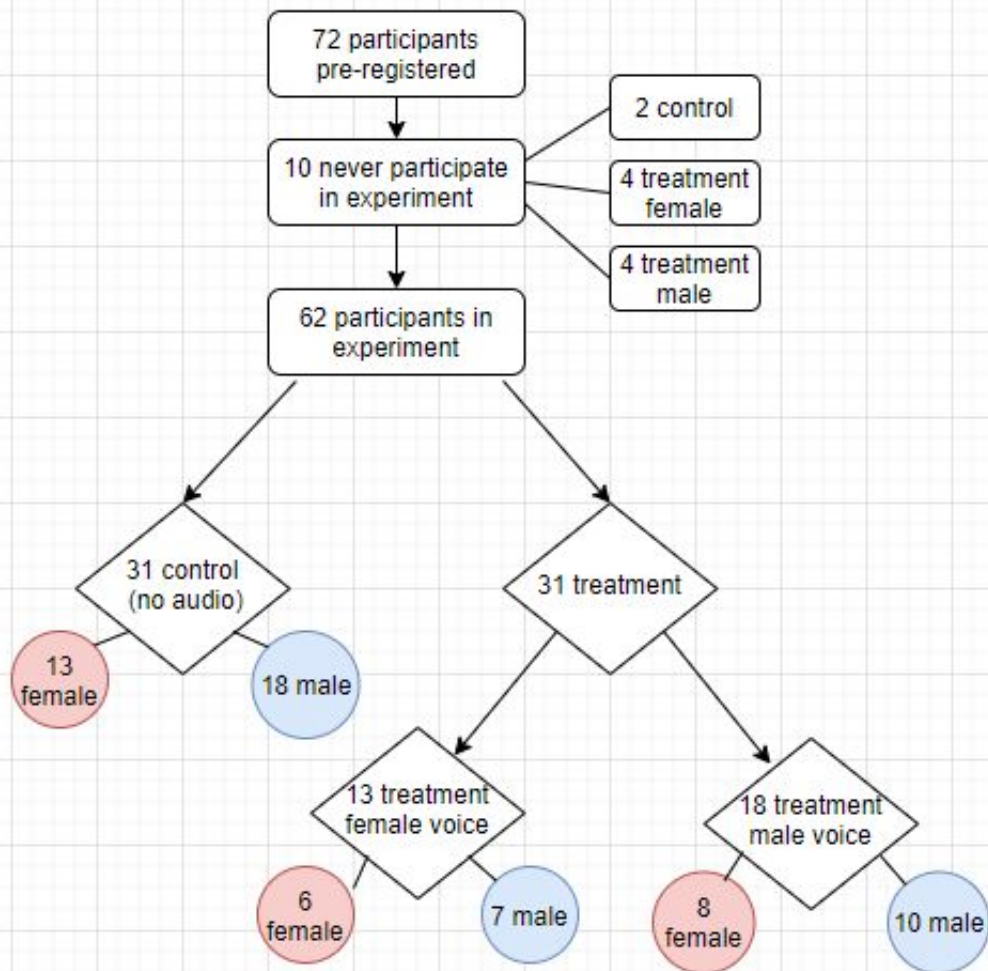 72 participants
pre-registered
2 control
10 never participate
in experiment
4 treatment
female
4 treatment
male
62 participants in
experiment
31 control
(no audio)
31 treatment
13
female
18 male
13 treatment
female voice
18 treatment
male voice
6
female
7 male
8
female
10 male